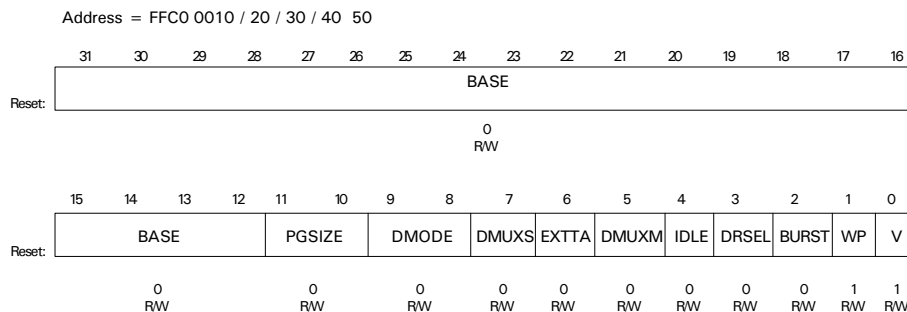 Address = FFC0 0010 / 20 / 30 / 40 50
31 30 29 28 27 26 25 24 23 22 21 20 19 18 17 16
BASE
Reset:
0
R/W
15 14 13 12 11 10 9 8 7 6 5 4 3 2 1 0
BASE PGSIZE DMODE DMUXS EXTTA DMUXM IDLE DRSEL BURST WP V
Reset:
0 0 0 0 0 0 0 0 0 1 1
R/W R/W R/W R/W R/W R/W R/W R/W R/W R/W R/W